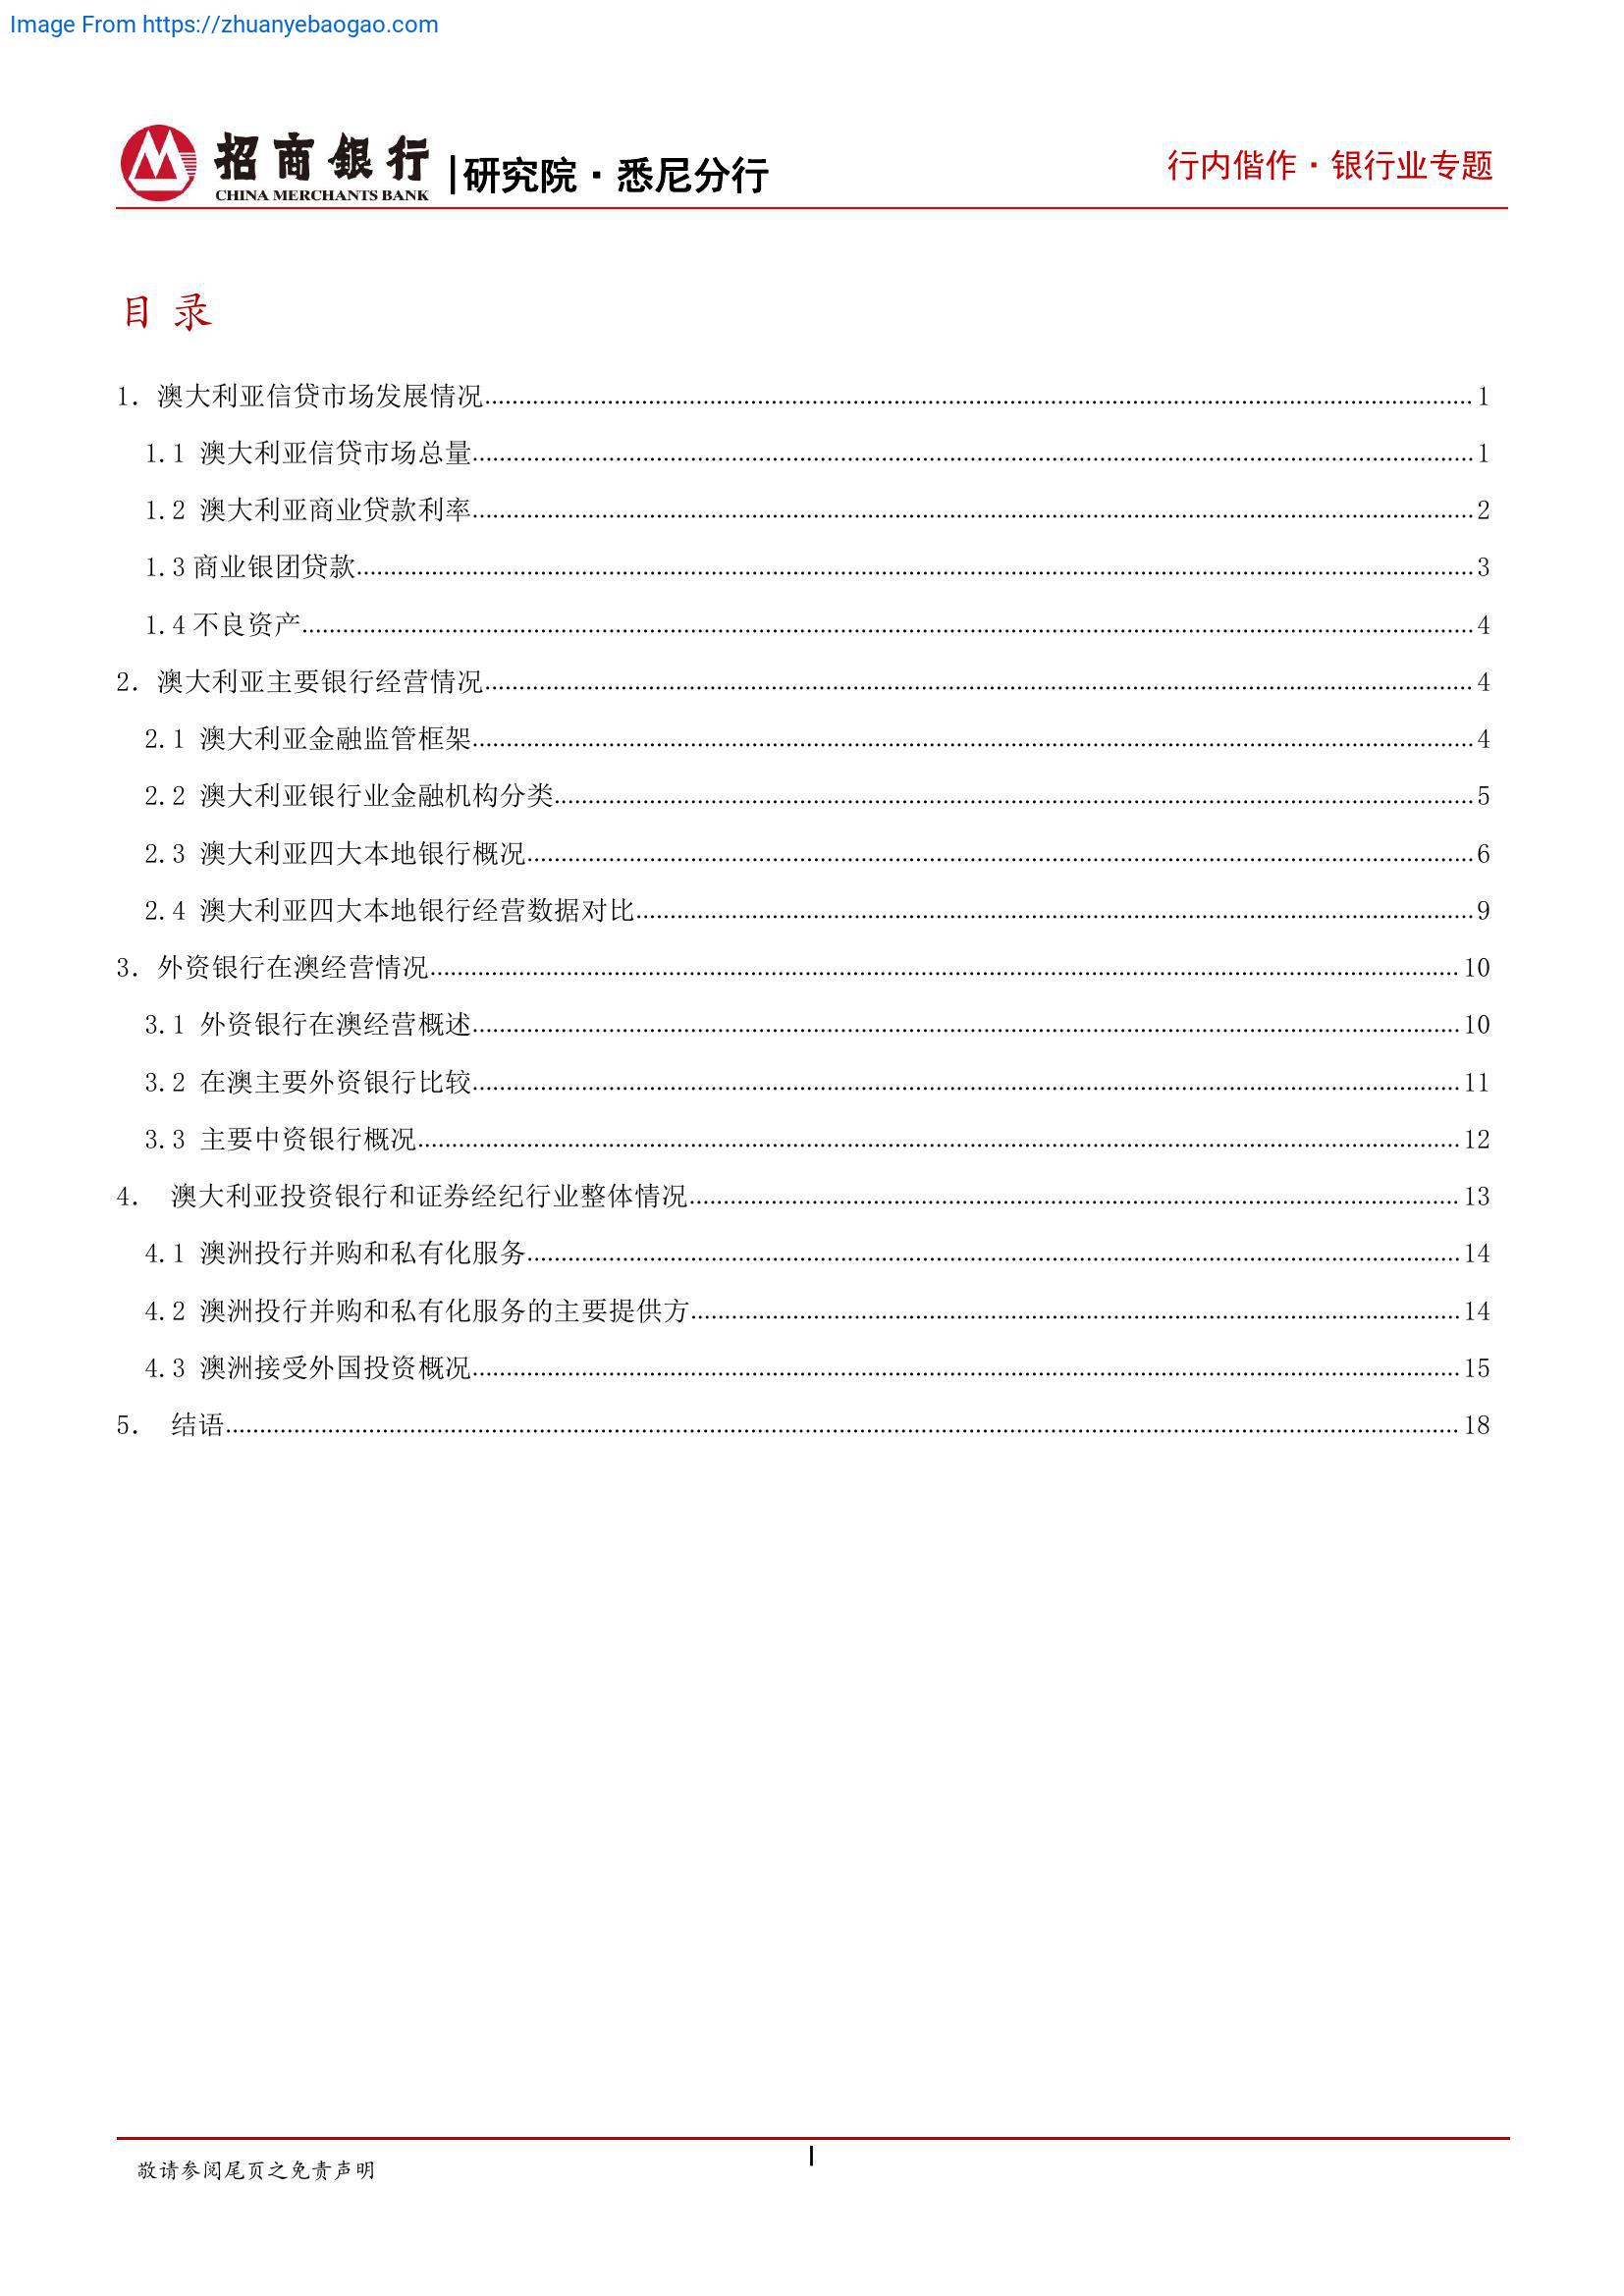 Image From https://zhuanyebaogao.com
招商银行 |研究院·悉尼分行 行内偕作·银行业专题
CHINA MERCHANTS BANK
目 录
1. 澳大利亚信贷市场发展情况 1
1.1 澳大利亚信贷市场总量 1
1.2 澳大利亚商业贷款利率 2
1.3 商业银团贷款 3
1.4 不良资产 4
2. 澳大利亚主要银行经营情况 4
2.1 澳大利亚金融监管框架 4
2.2 澳大利亚银行业金融机构分类 5
2.3 澳大利亚四大本地银行概况 6
2.4 澳大利亚四大本地银行经营数据对比 9
3. 外资银行在澳经营情况 10
3.1 外资银行在澳经营概述 10
3.2 在澳主要外资银行比较 11
3.3 主要中资银行概况 12
4. 澳大利亚投资银行和证券经纪行业整体情况 13
4.1 澳洲投行并购和私有化服务 14
4.2 澳洲投行并购和私有化服务的主要提供方 14
4.3 澳洲接受外国投资概况 15
5. 结语 18
I
敬请参阅尾页之免责声明